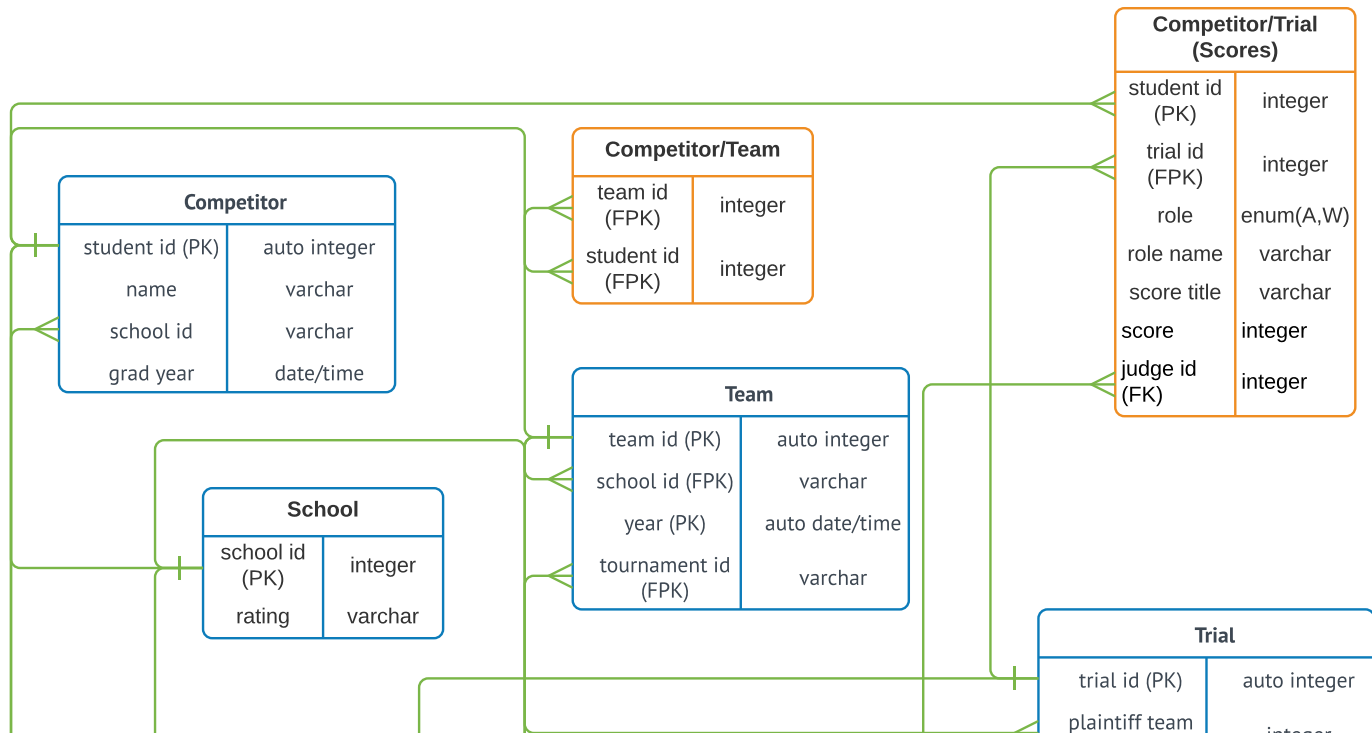 Competitor/Trial
(Scores)
student id
(PK)
integer
trial id
(FPK)
integer
role
enum(A,W)
role name
varchar
score title
varchar
score
integer
judge id
(FK)
integer
Competitor/Team
team id
(FPK)
integer
student id
(FPK)
integer
Competitor
student id (PK)
auto integer
name
varchar
school id
varchar
grad year
date/time
Team
team id (PK)
auto integer
school id (FPK)
varchar
year (PK)
auto date/time
tournament id
(FPK)
varchar
School
school id
(PK)
integer
rating
varchar
Trial
trial id (PK)
auto integer
plaintiff team
integer